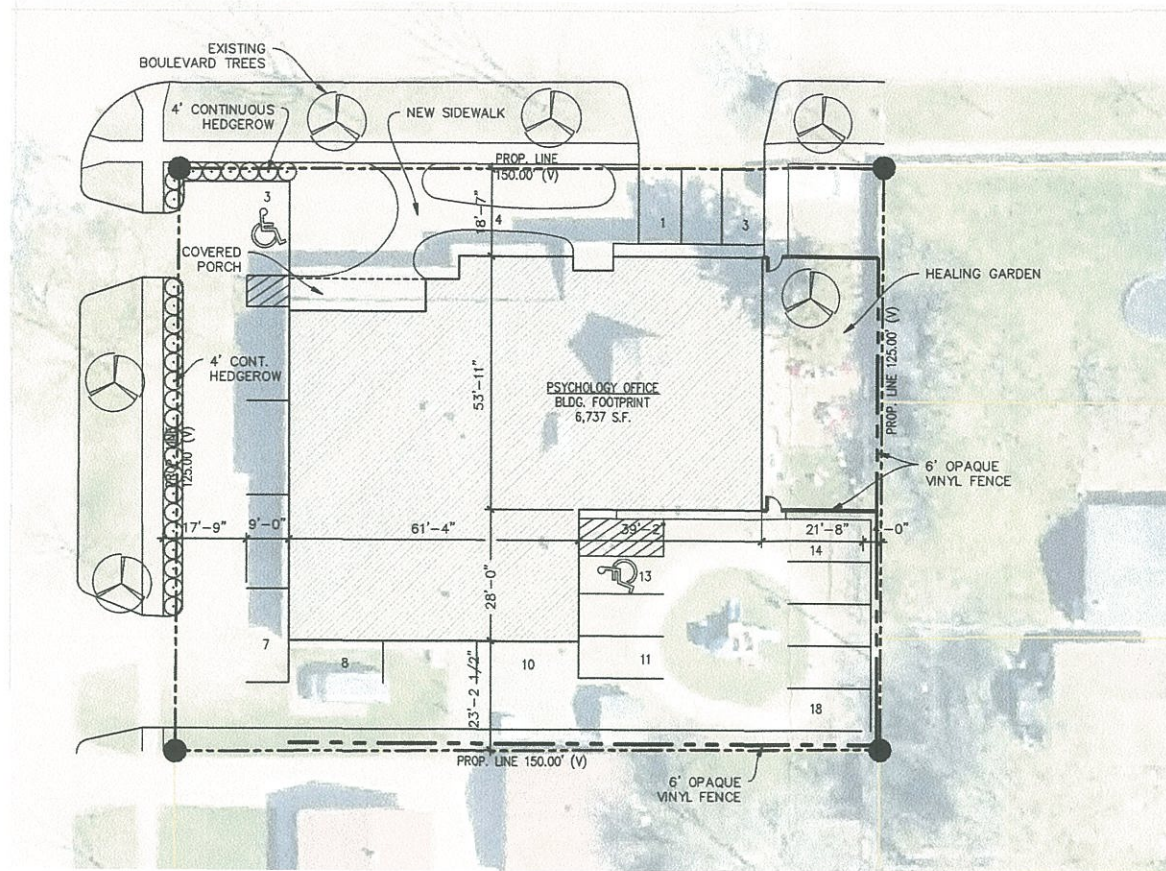 EXISTING
BOULEVARD TREES
4' CONTINUOUS
HEDGEROW
NEW SIDEWALK
PROP. LINE
150.00' (V)
3
18'-7"
4
1
3
COVERED
PORCH
HEALING GARDEN
4' CONT.
HEDGEROW
PSYCHOLOGY OFFICE
BLDG. FOOTPRINT
6,737 S.F.
53'-11"
PROP. LINE 125.00' (V)
PROP. LINE
125.00' (V)
6' OPAQUE
VINYL FENCE
17'-9"
9'-0"
61'-4"
39'-2"
21'-8"
-0"
14
13
28'-0"
7
8
10
11
23'-2 1/2"
18
PROP. LINE 150.00' (V)
6' OPAQUE
VINYL FENCE